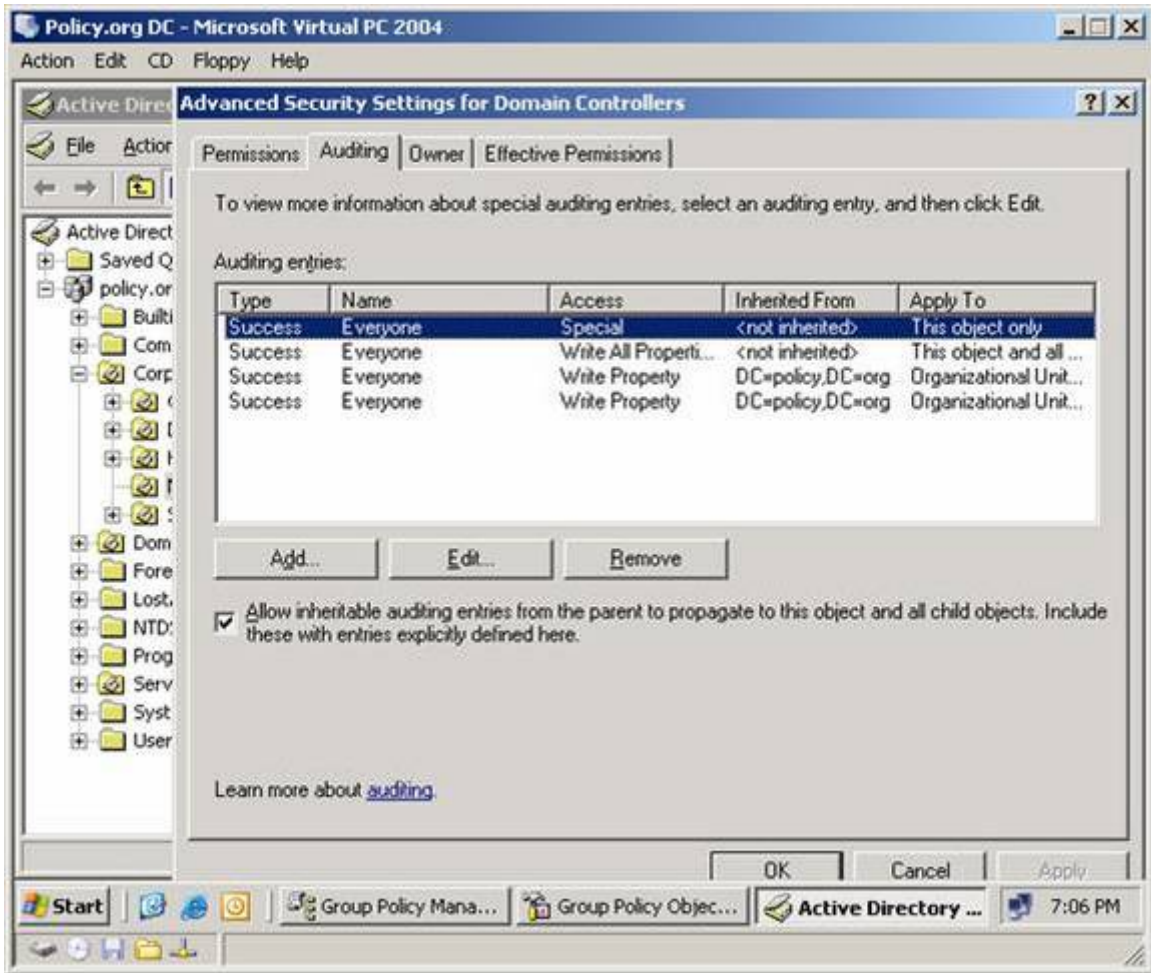 Policy.org DC - Microsoft Virtual PC 2004
Action Edit CD Floppy Help
Active Direc
Advanced Security Settings for Domain Controllers
File Action
Permissions Auditing Owner Effective Permissions
To view more information about special auditing entries, select an auditing entry, and then click Edit.
Active Direct
Saved Q
policy.or
Builti
Com
Corp
Dom
Fore
Lost.
NTD
Prog
Serv
Syst
User
Auditing entries:
Type Name Access Inherited From Apply To
Success Everyone Special <not inherited> This object only
Success Everyone Write All Properti... <not inherited> This object and all ...
Success Everyone Write Property DC=policy,DC=org Organizational Unit...
Success Everyone Write Property DC=policy,DC=org Organizational Unit...
Add... Edit... Remove
Allow inheritable auditing entries from the parent to propagate to this object and all child objects. Include
these with entries explicitly defined here.
Learn more about auditing.
OK Cancel Apply
Start Group Policy Mana... Group Policy Objec... Active Directory ... 7:06 PM